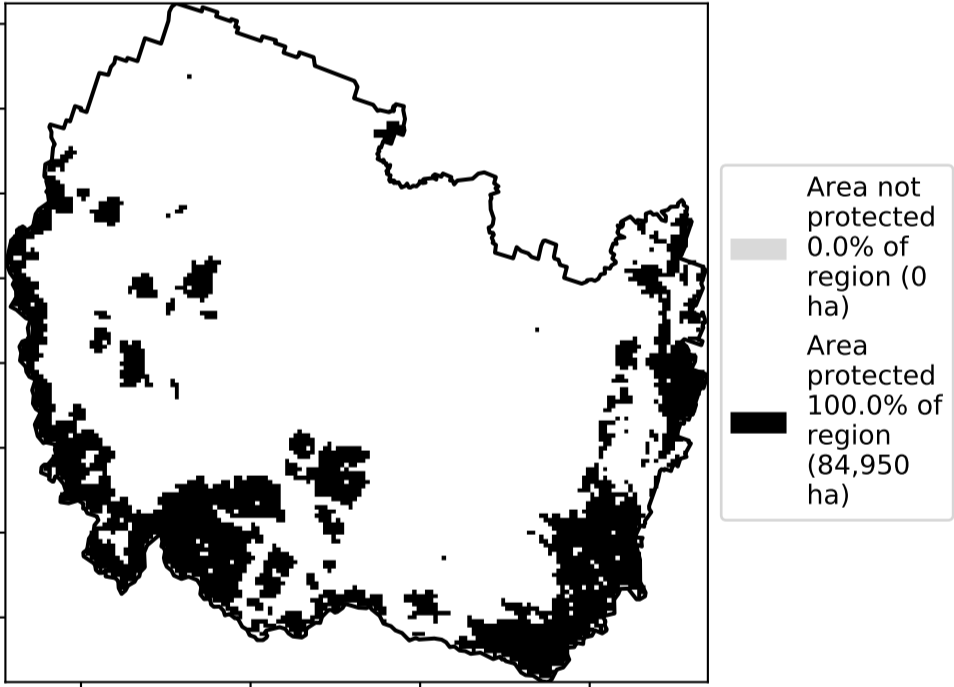 Area not
protected
0.0% of
region (0
ha)
Area
protected
100.0% of
region
(84,950
ha)